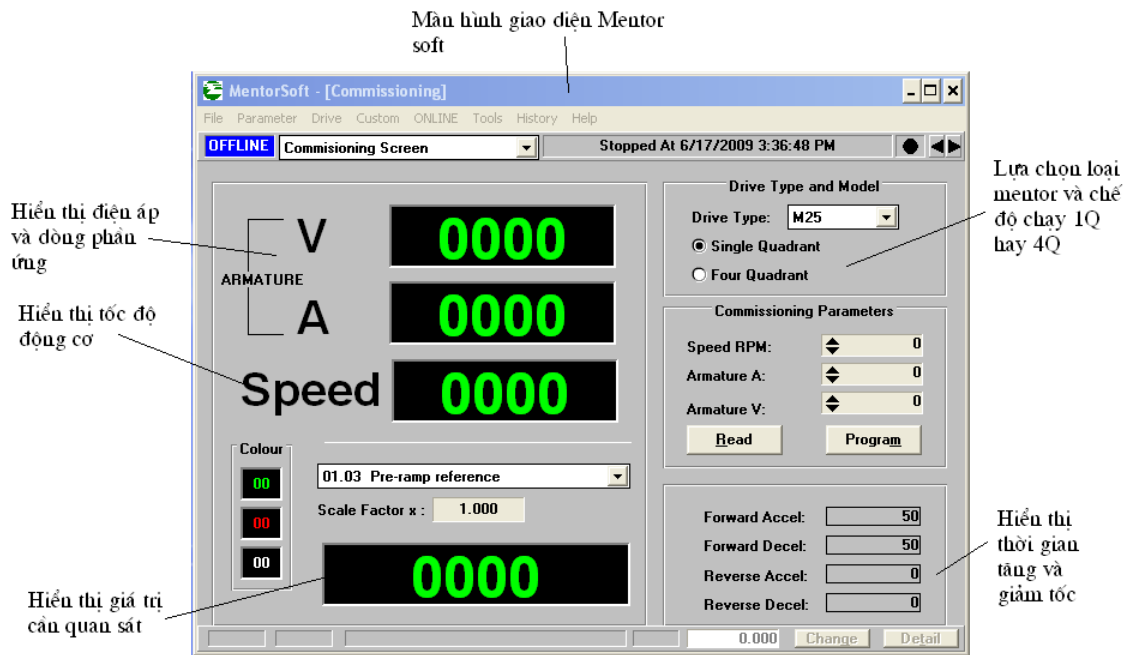 Màn hình giao diện Mentor
soft
MentorSoft - [Commissioning]
File Parameter Drive Custom ONLINE Tools History Help
OFFLINE Commisioning Screen Stopped At 6/17/2009 3:36:48 PM
Hiển thị điện áp
và dòng phần
ứng
ARMATURE
V 0000
A 0000
Hiển thị tốc độ
động cơ
Speed 0000
Colour
00
00
00
01.03 Pre-ramp reference
Scale Factor x : 1.000
0000
Hiển thị giá trị
cần quan sát
Drive Type and Model
Drive Type: M25
Single Quadrant
Four Quadrant
Lựa chọn loại
mentor và chế
độ chạy 1Q
hay 4Q
Commissioning Parameters
Speed RPM: 0
Armature A: 0
Armature V: 0
Read Program
Forward Accel: 50
Forward Decel: 50
Reverse Accel: 0
Reverse Decel: 0
Hiển thị
thời gian
tăng và
giảm tốc
0.000 Change Detail